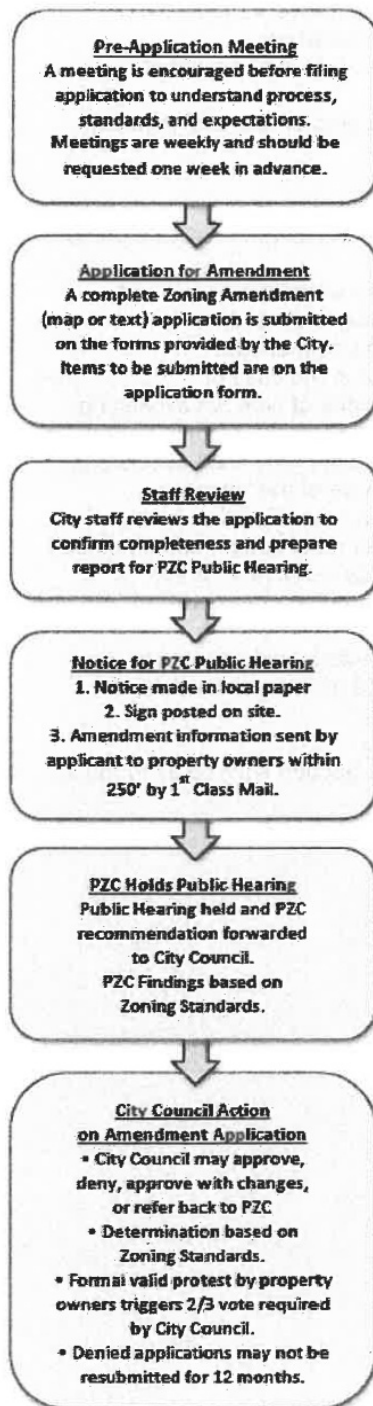 Pre-Application Meeting
A meeting is encouraged before filing
application to understand process,
standards, and expectations.
Meetings are weekly and should be
requested one week in advance.
Application for Amendment
A complete Zoning Amendment
(map or text) application is submitted
on the forms provided by the City.
Items to be submitted are on the
application form.
Staff Review
City staff reviews the application to
confirm completeness and prepare
report for PZC Public Hearing.
Notice for PZC Public Hearing
1. Notice made in local paper
2. Sign posted on site.
3. Amendment information sent by
applicant to property owners within
250' by 1st Class Mail.
PZC Holds Public Hearing
Public Hearing held and PZC
recommendation forwarded
to City Council.
PZC Findings based on
Zoning Standards.
City Council Action
on Amendment Application
• City Council may approve,
deny, approve with changes,
or refer back to PZC
• Determination based on
Zoning Standards.
• Formal valid protest by property
owners triggers 2/3 vote required
by City Council.
• Denied applications may not be
resubmitted for 12 months.